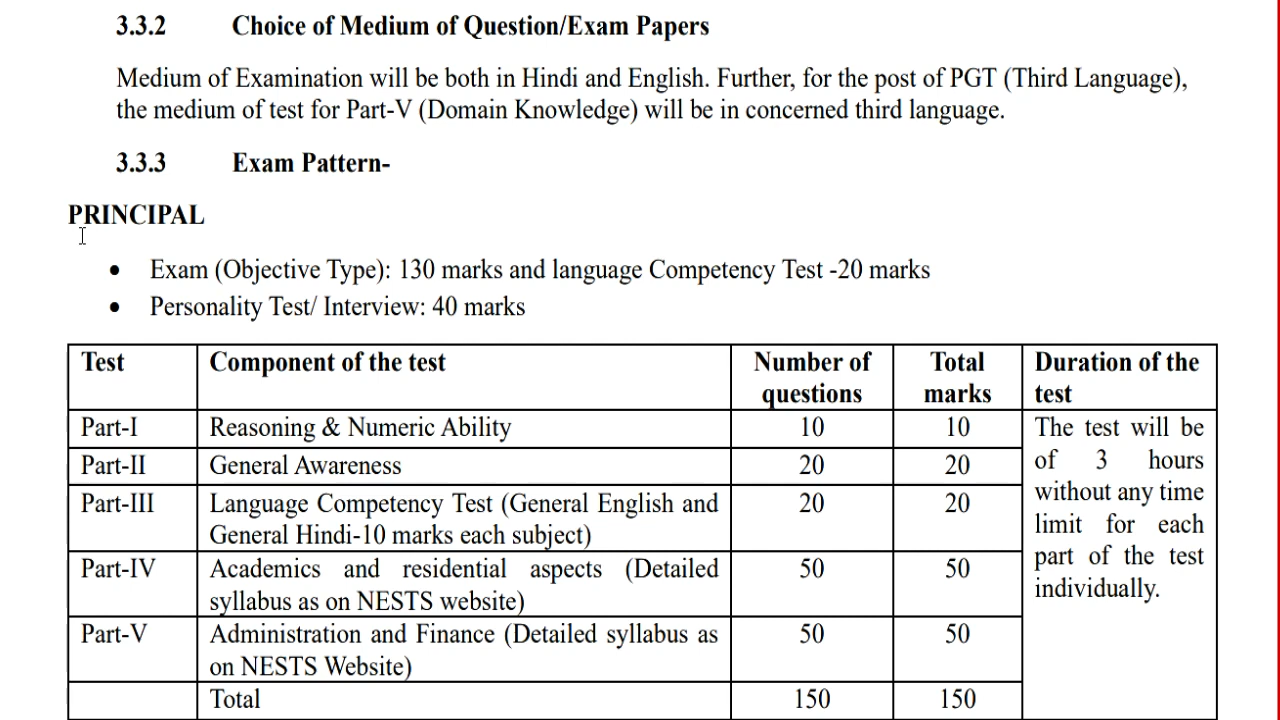 3.3.2 Choice of Medium of Question/Exam Papers
Medium of Examination will be both in Hindi and English. Further, for the post of PGT (Third Language),
the medium of test for Part-V (Domain Knowledge) will be in concerned third language.
3.3.3 Exam Pattern-
PRINCIPAL
• Exam (Objective Type): 130 marks and language Competency Test -20 marks
• Personality Test/ Interview: 40 marks
Test Component of the test Number of questions Total marks Duration of the test
Part-I Reasoning & Numeric Ability 10 10
Part-II General Awareness 20 20
Part-III Language Competency Test (General English and
General Hindi-10 marks each subject) 20 20
Part-IV Academics and residential aspects (Detailed
syllabus as on NESTS website) 50 50
Part-V Administration and Finance (Detailed syllabus as
on NESTS Website) 50 50
Total 150 150
The test will be
of 3 hours
without any time
limit for each
part of the test
individually.